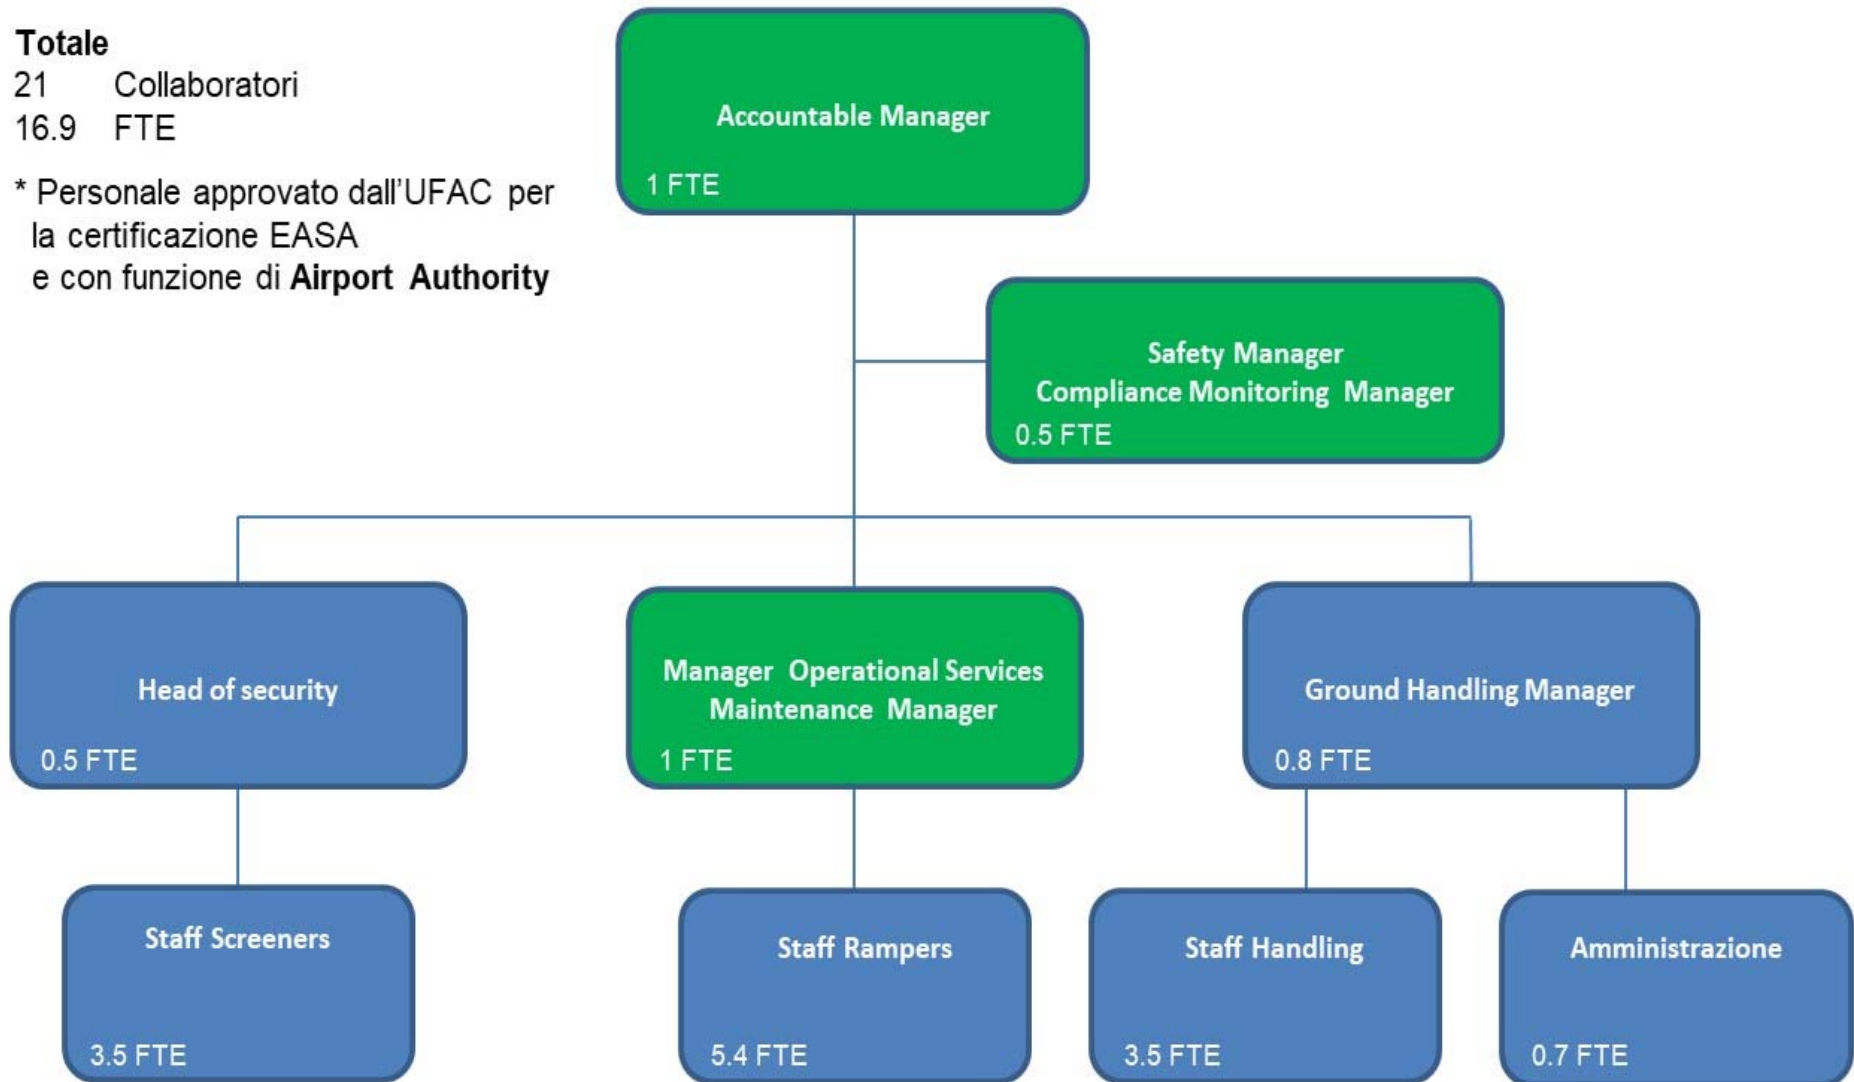 Totale
21 Collaboratori
16.9 FTE
* Personale approvato dall'UFAC per
la certificazione EASA
e con funzione di Airport Authority
Accountable Manager
1 FTE
Safety Manager
Compliance Monitoring Manager
0.5 FTE
Head of security
0.5 FTE
Manager Operational Services
Maintenance Manager
1 FTE
Ground Handling Manager
0.8 FTE
Staff Screeners
3.5 FTE
Staff Rampers
5.4 FTE
Staff Handling
3.5 FTE
Amministrazione
0.7 FTE